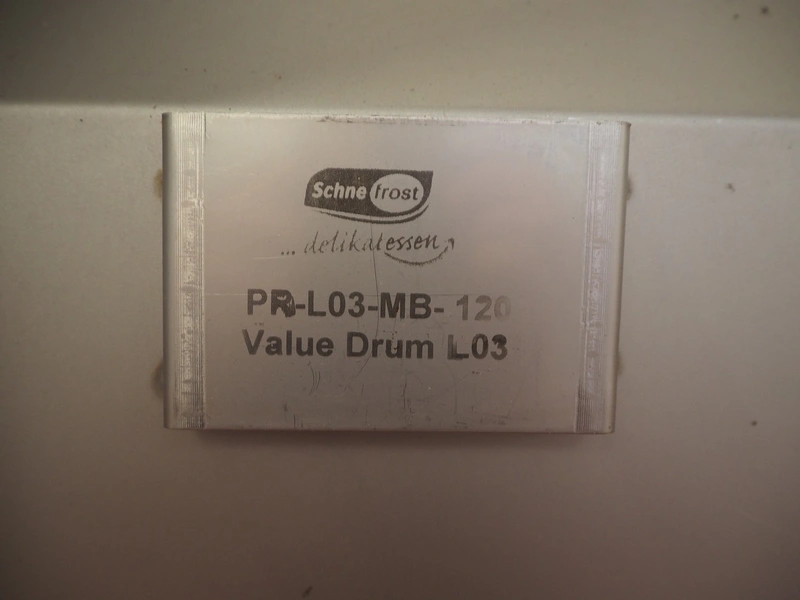 Schne frost
... delikatessen
PR-L03-MB- 120
Value Drum L03